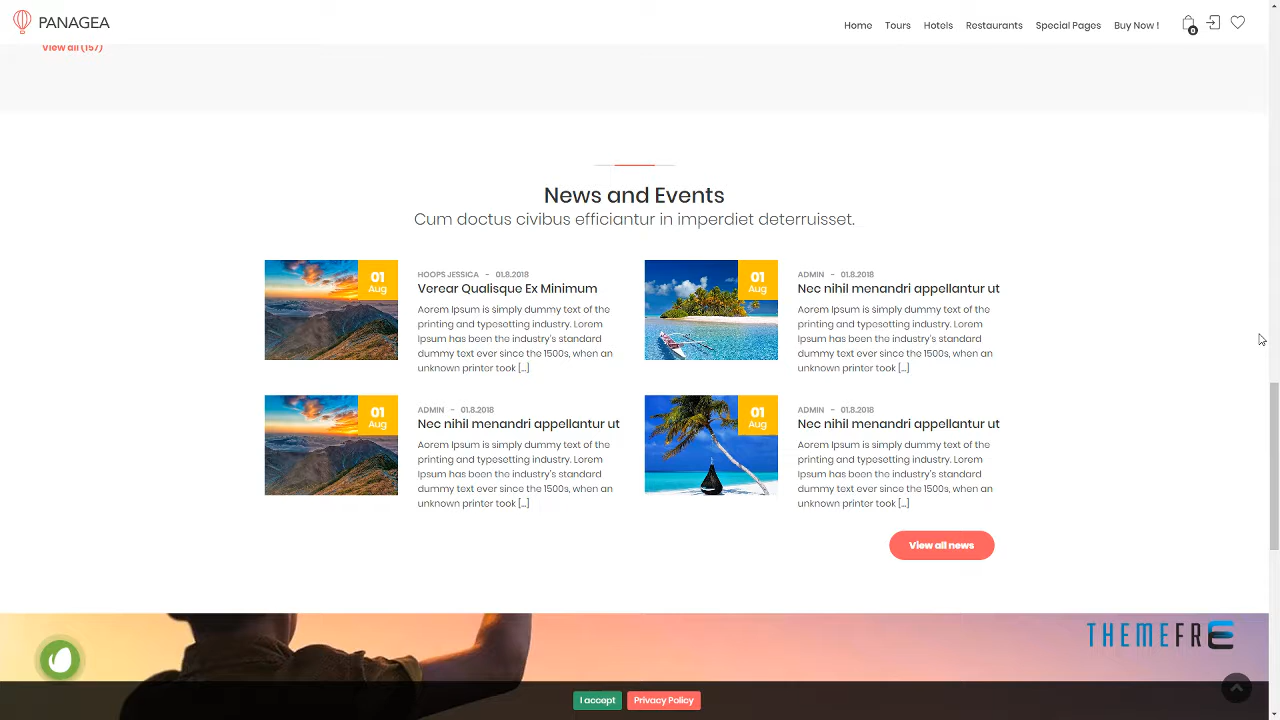 PANAGEA
Home Tours Hotels Restaurants Special Pages Buy Now !
0
View all (157)
News and Events
Cum doctus civibus efficiantur in imperdiet deterruisset.
01
Aug
HOOPS JESSICA - 01.8.2018
Verear Qualisque Ex Minimum
Aorem Ipsum is simply dummy text of the
printing and typesetting industry. Lorem
Ipsum has been the industry's standard
dummy text ever since the 1500s, when an
unknown printer took [...]
01
Aug
ADMIN - 01.8.2018
Nec nihil menandri appellantur ut
Aorem Ipsum is simply dummy text of the
printing and typesetting industry. Lorem
Ipsum has been the industry's standard
dummy text ever since the 1500s, when an
unknown printer took [...]
01
Aug
ADMIN - 01.8.2018
Nec nihil menandri appellantur ut
Aorem Ipsum is simply dummy text of the
printing and typesetting industry. Lorem
Ipsum has been the industry's standard
dummy text ever since the 1500s, when an
unknown printer took [...]
01
Aug
ADMIN - 01.8.2018
Nec nihil menandri appellantur ut
Aorem Ipsum is simply dummy text of the
printing and typesetting industry. Lorem
Ipsum has been the industry's standard
dummy text ever since the 1500s, when an
unknown printer took [...]
View all news
THEMEFRE
I accept Privacy Policy